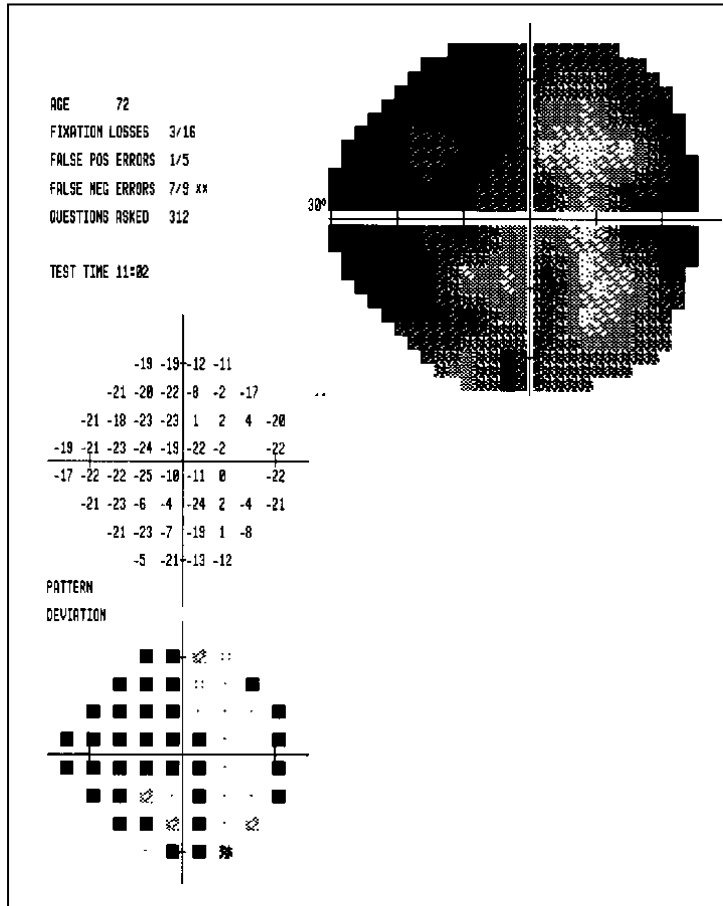 AGE 72
FIXATION LOSSES 3/16
FALSE POS ERRORS 1/5
FALSE NEG ERRORS 7/9 xx
QUESTIONS ASKED 312
30°
TEST TIME 11:02
-19 -19 -12 -11
-21 -20 -22 -8 -2 -17
-21 -18 -23 -23 1 2 4 -20
-19 -21 -23 -24 -19 -22 -2 -22
-17 -22 -22 -25 -10 -11 0 -22
-21 -23 -6 -4 -24 2 -4 -21
-21 -23 -7 -19 1 -8
-5 -21 -13 -12
PATTERN
DEVIATION